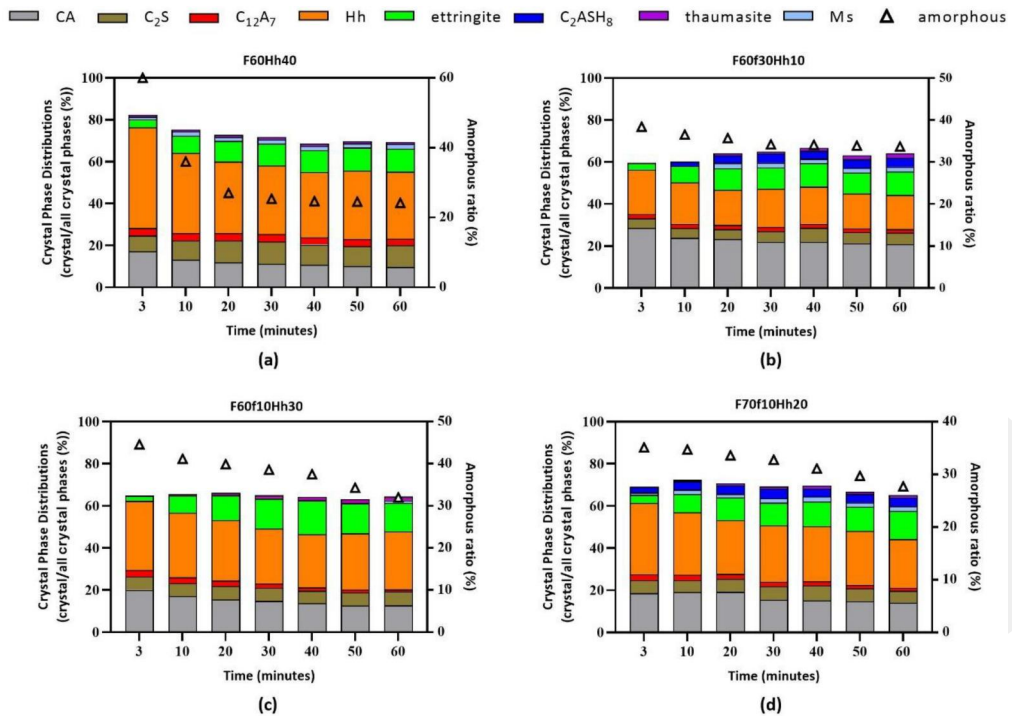 CA C₂S C₁₂A₇ Hh ettringite C₂ASH₈ thaumasite Ms amorphous
F60Hh40
Crystal Phase Distributions
(crystal/all crystal phases (%))
100
80
60
40
20
0
60
40
20
0
Amorphous ratio
(%)
3 10 20 30 40 50 60
Time (minutes)
(a)
F60f30Hh10
Crystal Phase Distributions
(crystal/all crystal phases (%))
100
80
60
40
20
0
50
40
30
20
10
0
Amorphous ratio
(%)
3 10 20 30 40 50 60
Time (minutes)
(b)
F60f10Hh30
Crystal Phase Distributions
(crystal/all crystal phases (%))
100
80
60
40
20
0
50
40
30
20
10
0
Amorphous ratio
(%)
3 10 20 30 40 50 60
Time (minutes)
(c)
F70f10Hh20
Crystal Phase Distributions
(crystal/all crystal phases (%))
100
80
60
40
20
0
40
30
20
10
0
Amorphous ratio
(%)
3 10 20 30 40 50 60
Time (minutes)
(d)